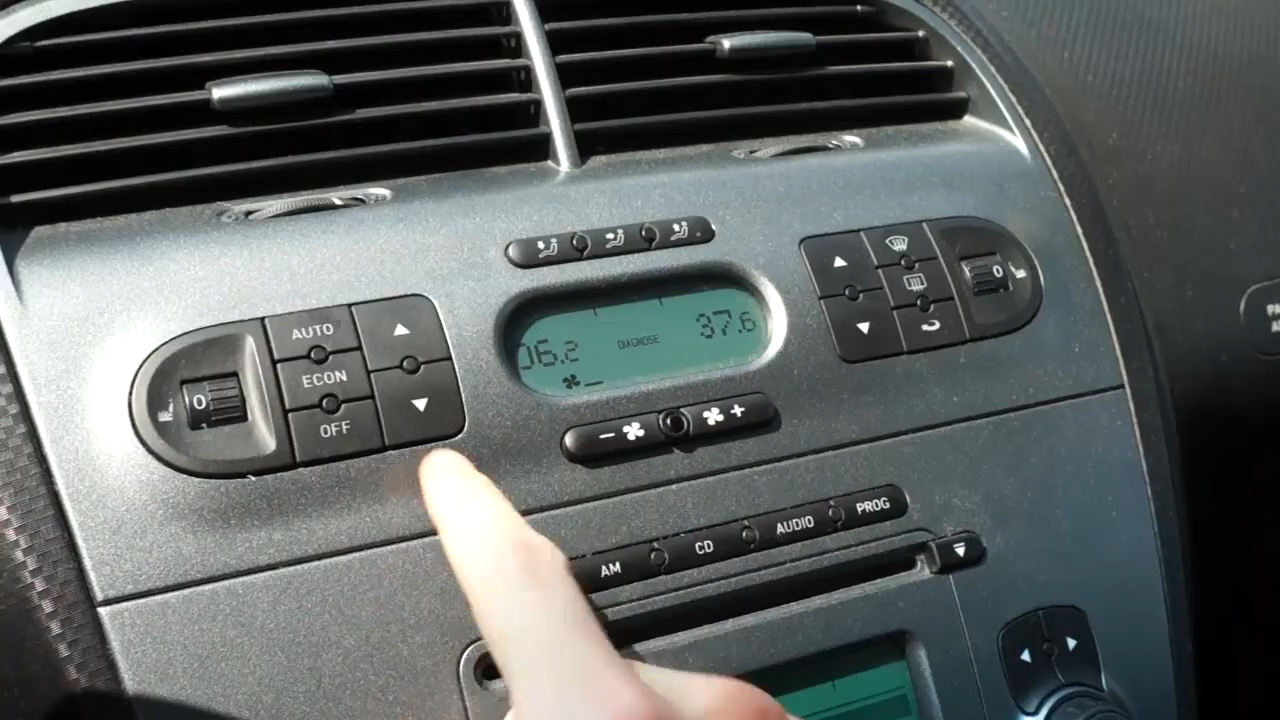 AUTO
ECON
OFF
0
06.2
DIAGNOSE
37.6
- +
0
AM
CD
AUDIO
PROG